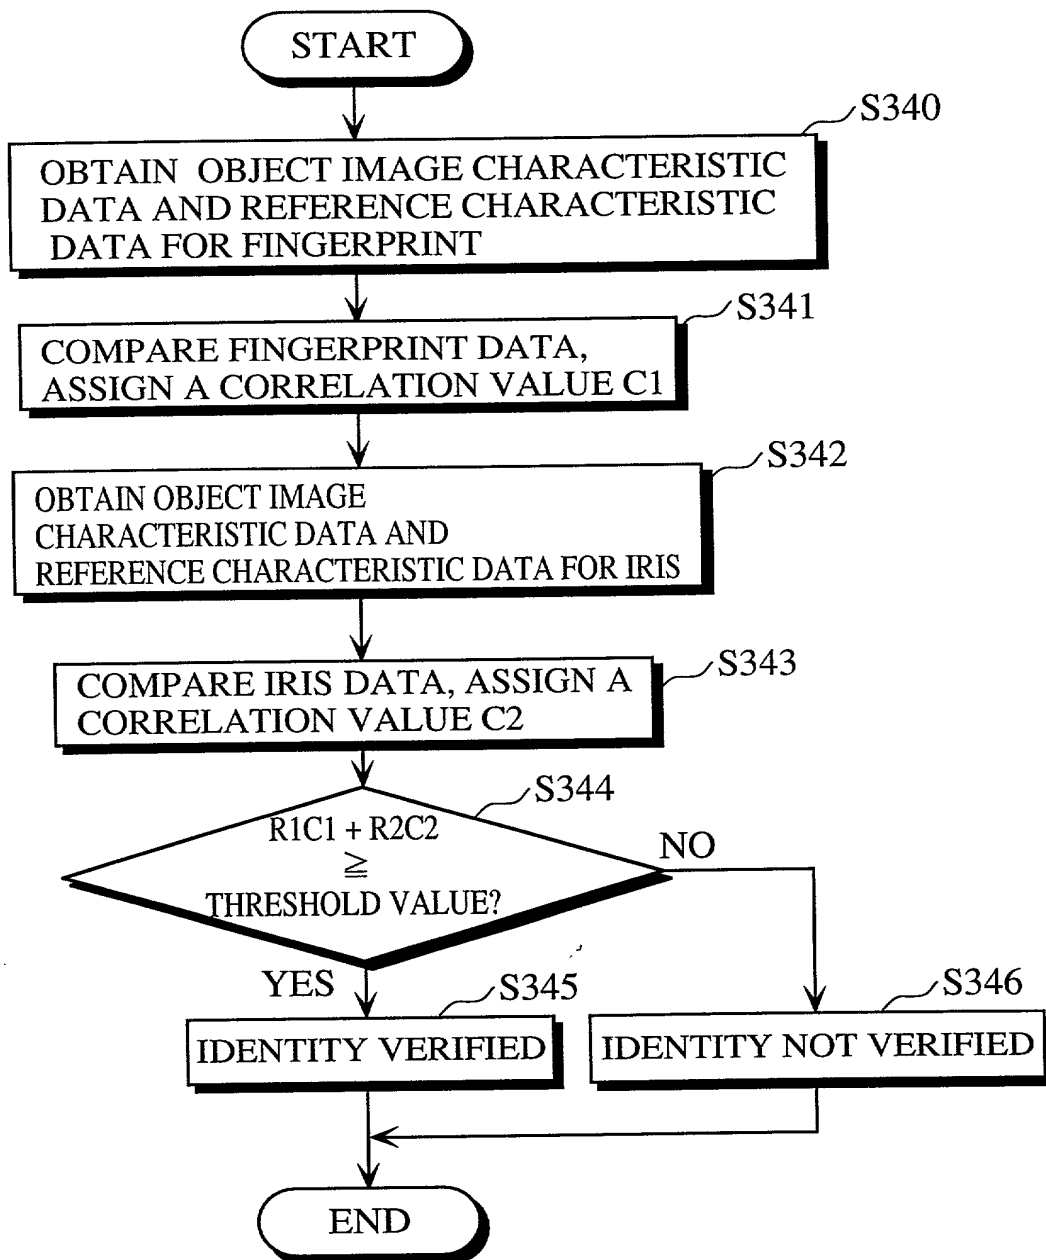 START
S340
OBTAIN OBJECT IMAGE CHARACTERISTIC
DATA AND REFERENCE CHARACTERISTIC
DATA FOR FINGERPRINT
S341
COMPARE FINGERPRINT DATA,
ASSIGN A CORRELATION VALUE C1
S342
OBTAIN OBJECT IMAGE
CHARACTERISTIC DATA AND
REFERENCE CHARACTERISTIC DATA FOR IRIS
S343
COMPARE IRIS DATA, ASSIGN A
CORRELATION VALUE C2
S344
R1C1 + R2C2
≧
THRESHOLD VALUE?
NO
YES
S345
IDENTITY VERIFIED
S346
IDENTITY NOT VERIFIED
END